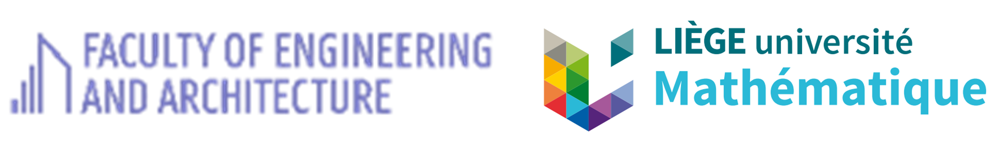 FACULTY OF ENGINEERING
AND ARCHITECTURE
LIÈGE université
Mathématique